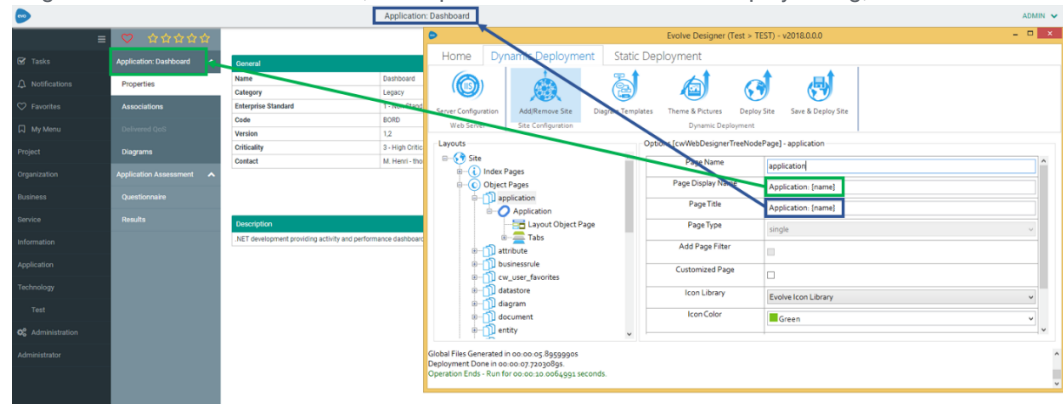 evo
Application: Dashboard
ADMIN
Tasks
Notifications
Favorites
My Menu
Project
Organization
Business
Service
Information
Application
Technology
Test
Administration
Administrator
Application: Dashboard
Properties
Associations
Delivered QoS
Diagrams
Application Assessment
Questionnaire
Results
General
Name Dashboard
Category Legacy
Enterprise Standard
Code BORD
Version 1,2
Criticality 3 - High Critic
Contact M. Henri - tho
Description
NET development providing activity and performance dashboard
Evolve Designer (Test > TEST) - v2018.0.0.0
Home Dynamic Deployment Static Deployment
Server Configuration Add/Remove Site Diagram Templates Theme & Pictures Deploy Site Save & Deploy Site
Web Server Site Configuration Dynamic Deployment
Layouts
Site
Index Pages
Object Pages
application
Application
Layout Object Page
Tabs
attribute
businessrule
cw_user_favorites
datastore
diagram
document
entity
Options [cwWebDesignerTreeNodePage] - application
Page Name application
Page Display Name Application: [name]
Page Title Application: [name]
Page Type single
Add Page Filter
Customized Page
Icon Library Evolve Icon Library
Icon Color Green
Global Files Generated in 00:00:05.8959990s
Deployment Done in 00:00:07.7203089s.
Operation Ends - Run for 00:00:10.0064991 seconds.